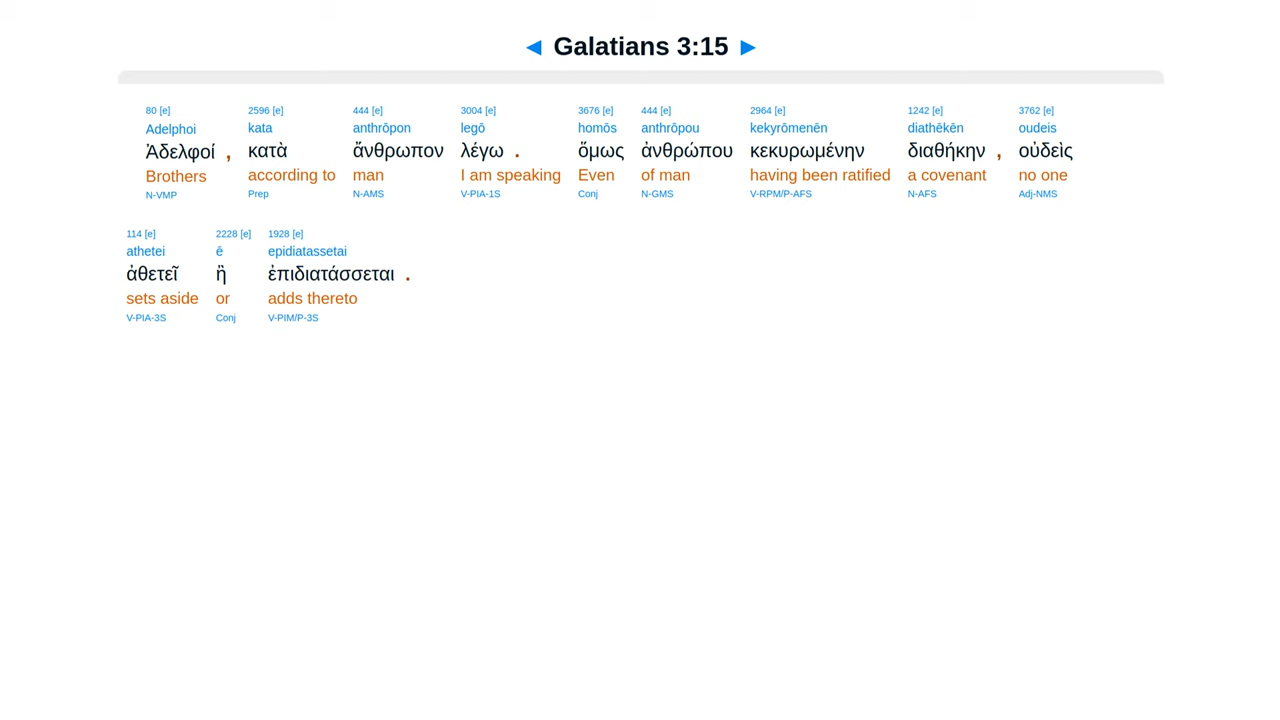 ◄ Galatians 3:15 ►
80 [e] 2596 [e] 444 [e] 3004 [e] 3676 [e] 444 [e] 2964 [e] 1242 [e] 3762 [e]
Adelphoi kata anthrōpon legō homōs anthrōpou kekyrōmenēn diathēkēn oudeis
Ἀδελφοί , κατὰ ἄνθρωπον λέγω . ὅμως ἀνθρώπου κεκυρωμένην διαθήκην , οὐδεὶς
Brothers according to man I am speaking Even of man having been ratified a covenant no one
N-VMP Prep N-AMS V-PIA-1S Conj N-GMS V-RPM/P-AFS N-AFS Adj-NMS
114 [e] 2228 [e] 1928 [e]
athetei ē epidiatassetai
ἀθετεῖ ἢ ἐπιδιατάσσεται .
sets aside or adds thereto
V-PIA-3S Conj V-PIM/P-3S